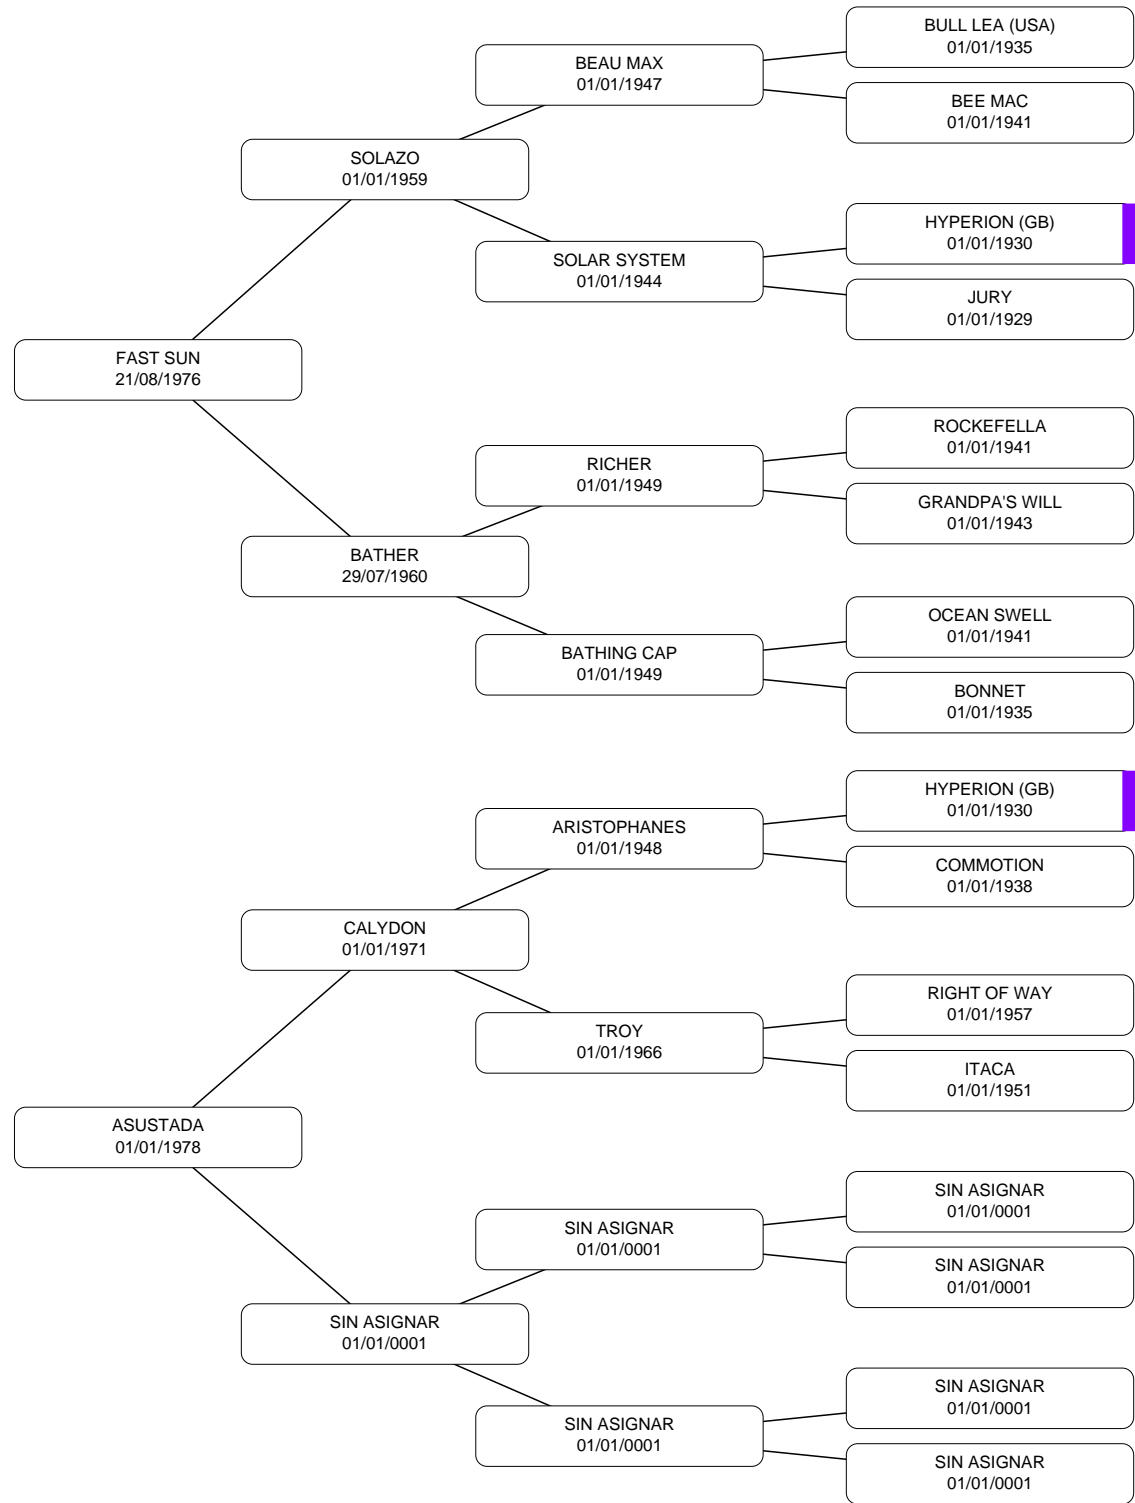 BULL LEA (USA)
01/01/1935
BEAU MAX
01/01/1947
BEE MAC
01/01/1941
SOLAZO
01/01/1959
HYPERION (GB)
01/01/1930
SOLAR SYSTEM
01/01/1944
JURY
01/01/1929
FAST SUN
21/08/1976
ROCKEFELLA
01/01/1941
RICHER
01/01/1949
GRANDPA'S WILL
01/01/1943
BATHER
29/07/1960
OCEAN SWELL
01/01/1941
BATHING CAP
01/01/1949
BONNET
01/01/1935
HYPERION (GB)
01/01/1930
ARISTOPHANES
01/01/1948
COMMOTION
01/01/1938
CALYDON
01/01/1971
RIGHT OF WAY
01/01/1957
TROY
01/01/1966
ITACA
01/01/1951
ASUSTADA
01/01/1978
SIN ASIGNAR
01/01/0001
SIN ASIGNAR
01/01/0001
SIN ASIGNAR
01/01/0001
SIN ASIGNAR
01/01/0001
SIN ASIGNAR
01/01/0001
SIN ASIGNAR
01/01/0001
SIN ASIGNAR
01/01/0001